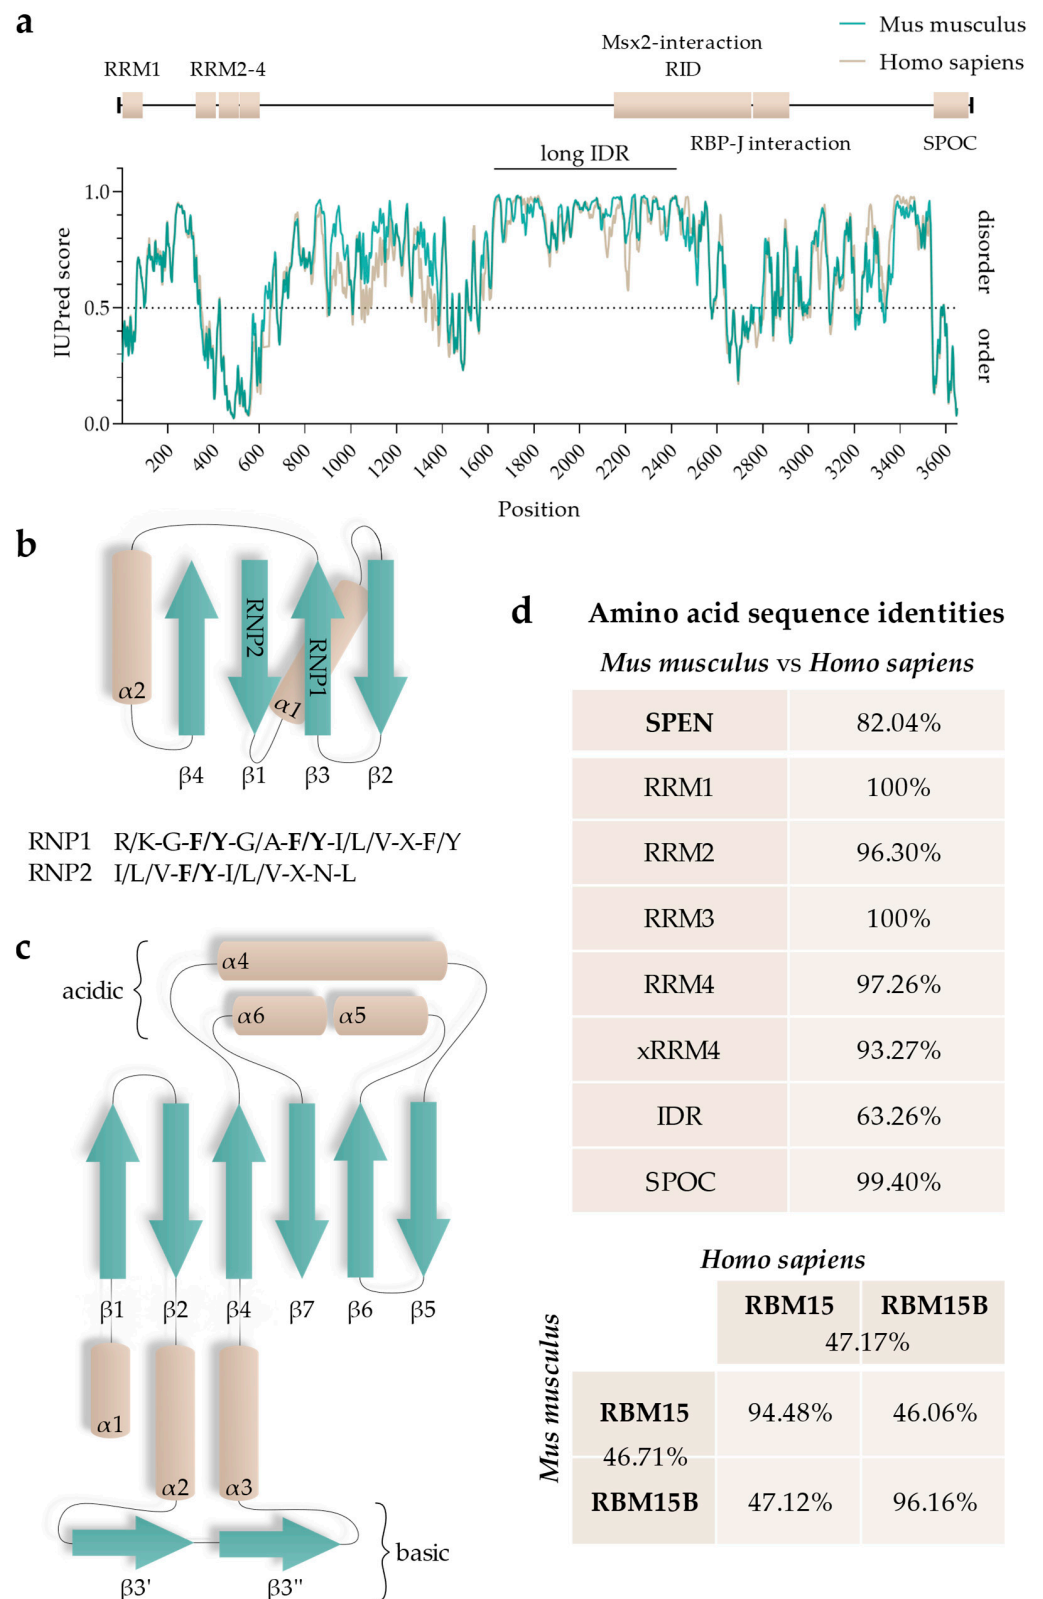 a
Mus musculus
Homo sapiens
Msx2-interaction
RRM1 RRM2-4 RID
RBP-J interaction SPOC
long IDR
1.0
0.5
0.0
IUPred score
disorder
order
200 400 600 800 1000 1200 1400 1600 1800 2000 2200 2400 2600 2800 3000 3200 3400 3600
Position
b
RNP2
RNP1
α2
α1
β4 β1 β3 β2
RNP1 R/K-G-F/Y-G/A-F/Y-I/L/V-X-F/Y
RNP2 I/L/V-F/Y-I/L/V-X-N-L
c
acidic
α4
α6 α5
β1 β2 β4 β7 β6 β5
α1
α2 α3
basic
β3' β3''
d Amino acid sequence identities
Mus musculus vs Homo sapiens
SPEN 82.04%
RRM1 100%
RRM2 96.30%
RRM3 100%
RRM4 97.26%
xRRM4 93.27%
IDR 63.26%
SPOC 99.40%
Homo sapiens
RBM15 RBM15B
47.17%
Mus musculus
RBM15 94.48% 46.06%
46.71%
RBM15B 47.12% 96.16%